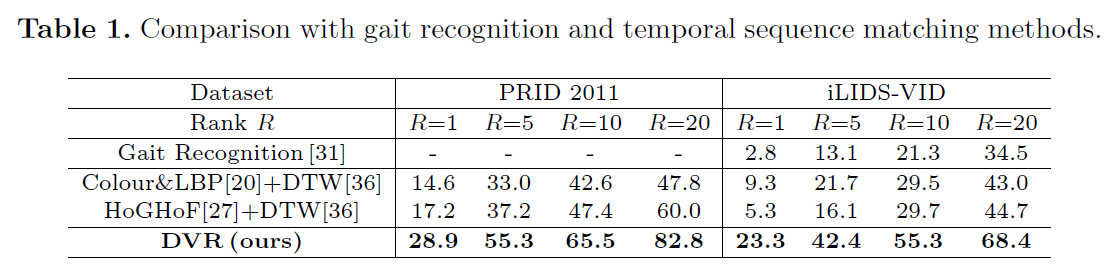 Table 1. Comparison with gait recognition and temporal sequence matching methods.
Dataset PRID 2011 iLIDS-VID
Rank R R=1 R=5 R=10 R=20 R=1 R=5 R=10 R=20
Gait Recognition [31] - - - - 2.8 13.1 21.3 34.5
Colour&LBP[20]+DTW[36] 14.6 33.0 42.6 47.8 9.3 21.7 29.5 43.0
HoGHoF[27]+DTW[36] 17.2 37.2 47.4 60.0 5.3 16.1 29.7 44.7
DVR (ours) 28.9 55.3 65.5 82.8 23.3 42.4 55.3 68.4